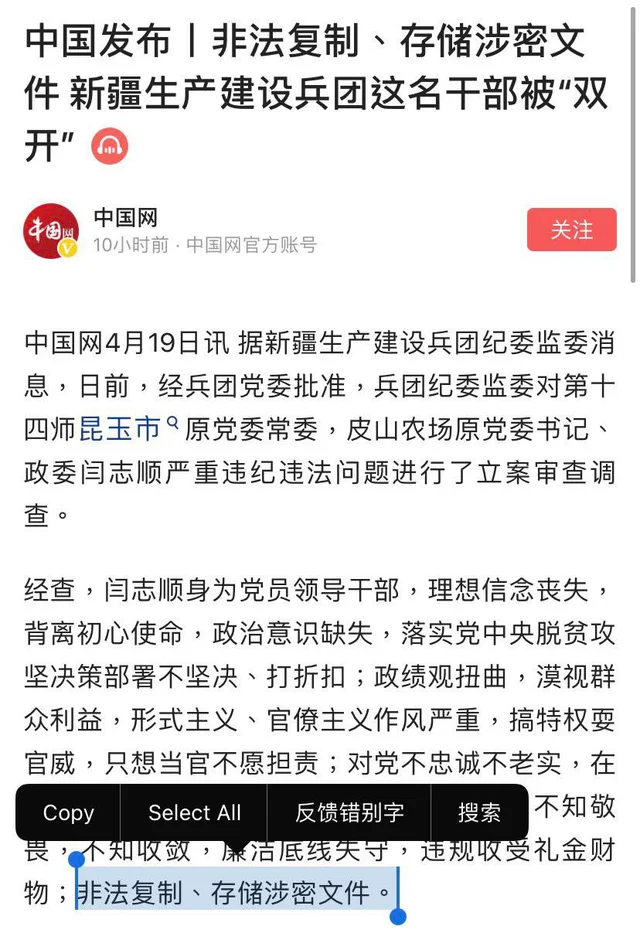 中国发布丨非法复制、存储涉密文
件 新疆生产建设兵团这名干部被“双
开”
中国网
中国网
10小时前 · 中国网官方账号
关注
中国网4月19日讯 据新疆生产建设兵团纪委监委消
息，日前，经兵团党委批准，兵团纪委监委对第十
四师昆玉市原党委常委，皮山农场原党委书记、
政委闫志顺严重违纪违法问题进行了立案审查调
查。
经查，闫志顺身为党员领导干部，理想信念丧失，
背离初心使命，政治意识缺失，落实党中央脱贫攻
坚决策部署不坚决、打折扣；政绩观扭曲，漠视群
众利益，形式主义、官僚主义作风严重，搞特权耍
官威，只想当官不愿担责；对党不忠诚不老实，在
Copy
Select All
反馈错别字
搜索
不知敬
畏，不知收敛，廉洁底线失守，违规收受礼金财
物；非法复制、存储涉密文件。